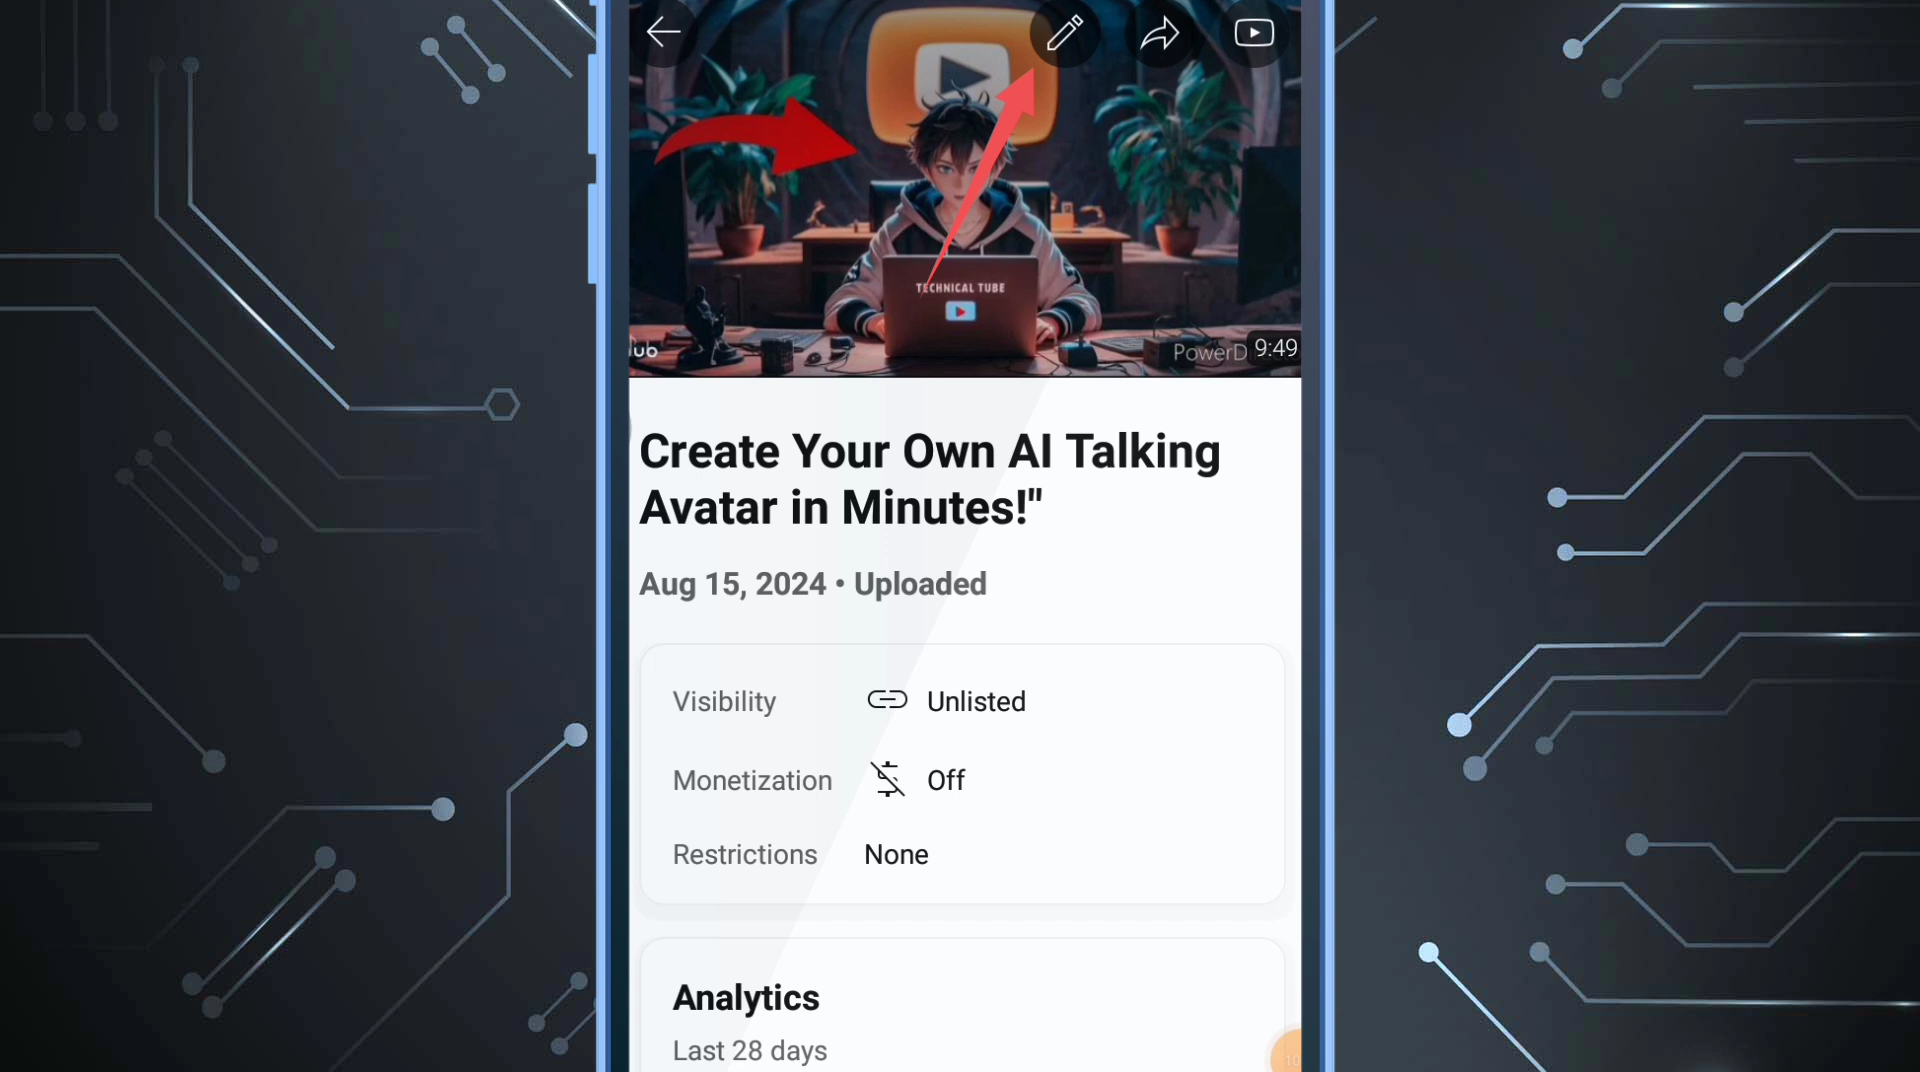 TECHNICAL TUBE
PowerD
9:49
Create Your Own AI Talking
Avatar in Minutes!"
Aug 15, 2024 • Uploaded
Visibility Unlisted
Monetization Off
Restrictions None
Analytics
Last 28 days